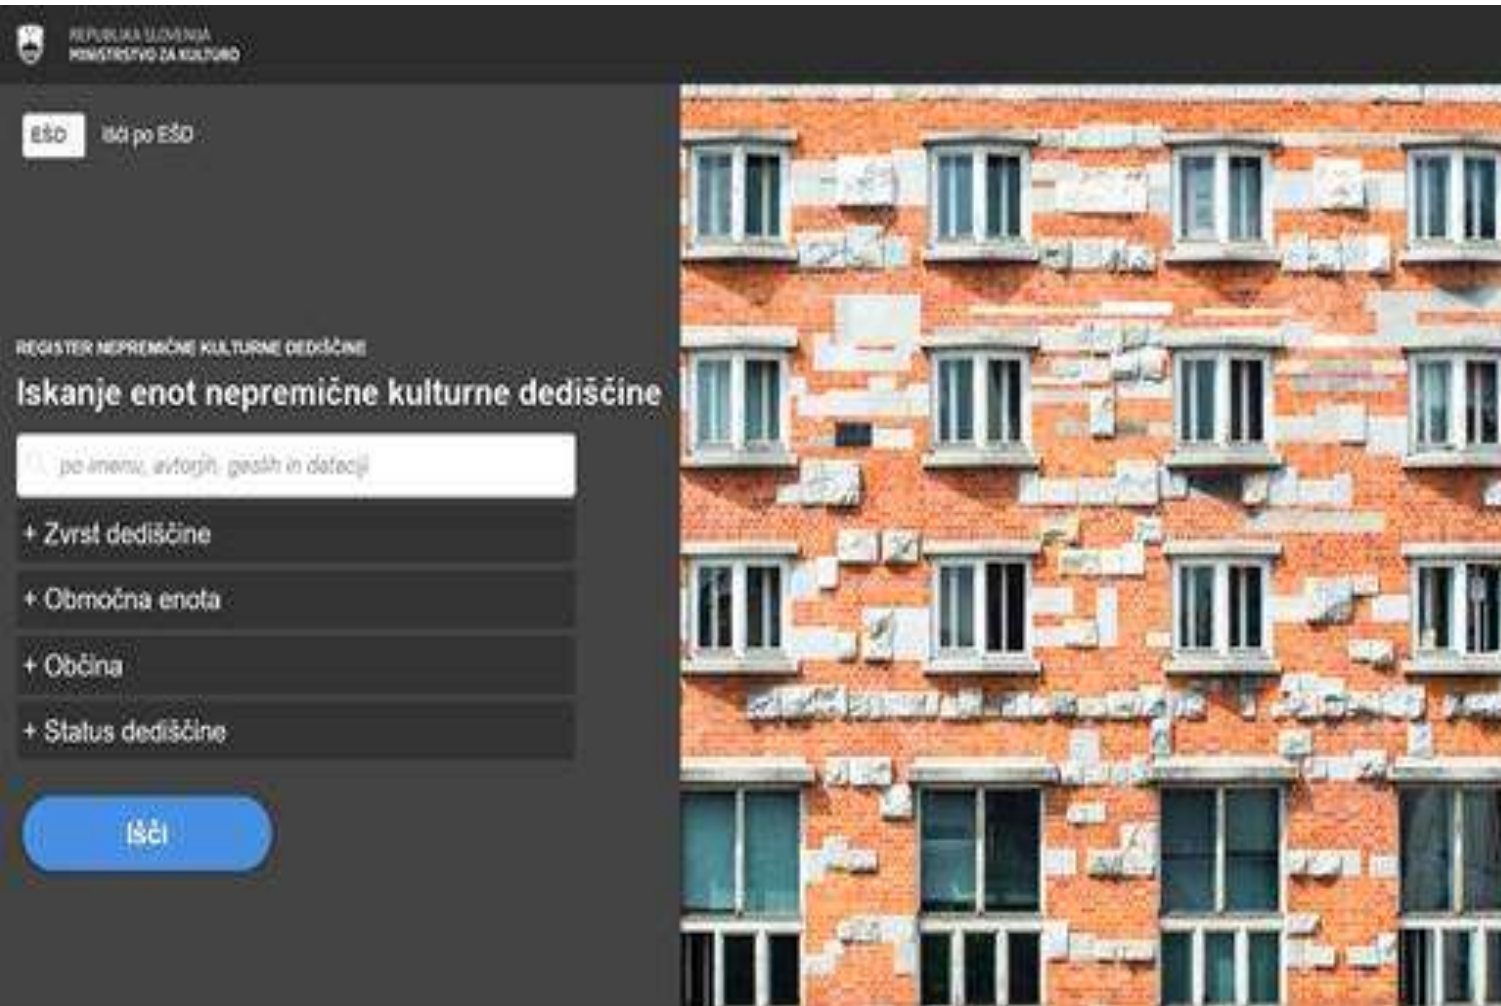 REPUBLIKA SLOVENIJA
MINISTRSTVO ZA KULTURO
EŠD
Išči po EŠD
REGISTER NEPREMIČNE KULTURNE DEDIŠČINE
Iskanje enot nepremične kulturne dediščine
po imenu, avtorjih, geslih in dataciji
+ Zvrst dediščine
+ Območna enota
+ Občina
+ Status dediščine
Išči